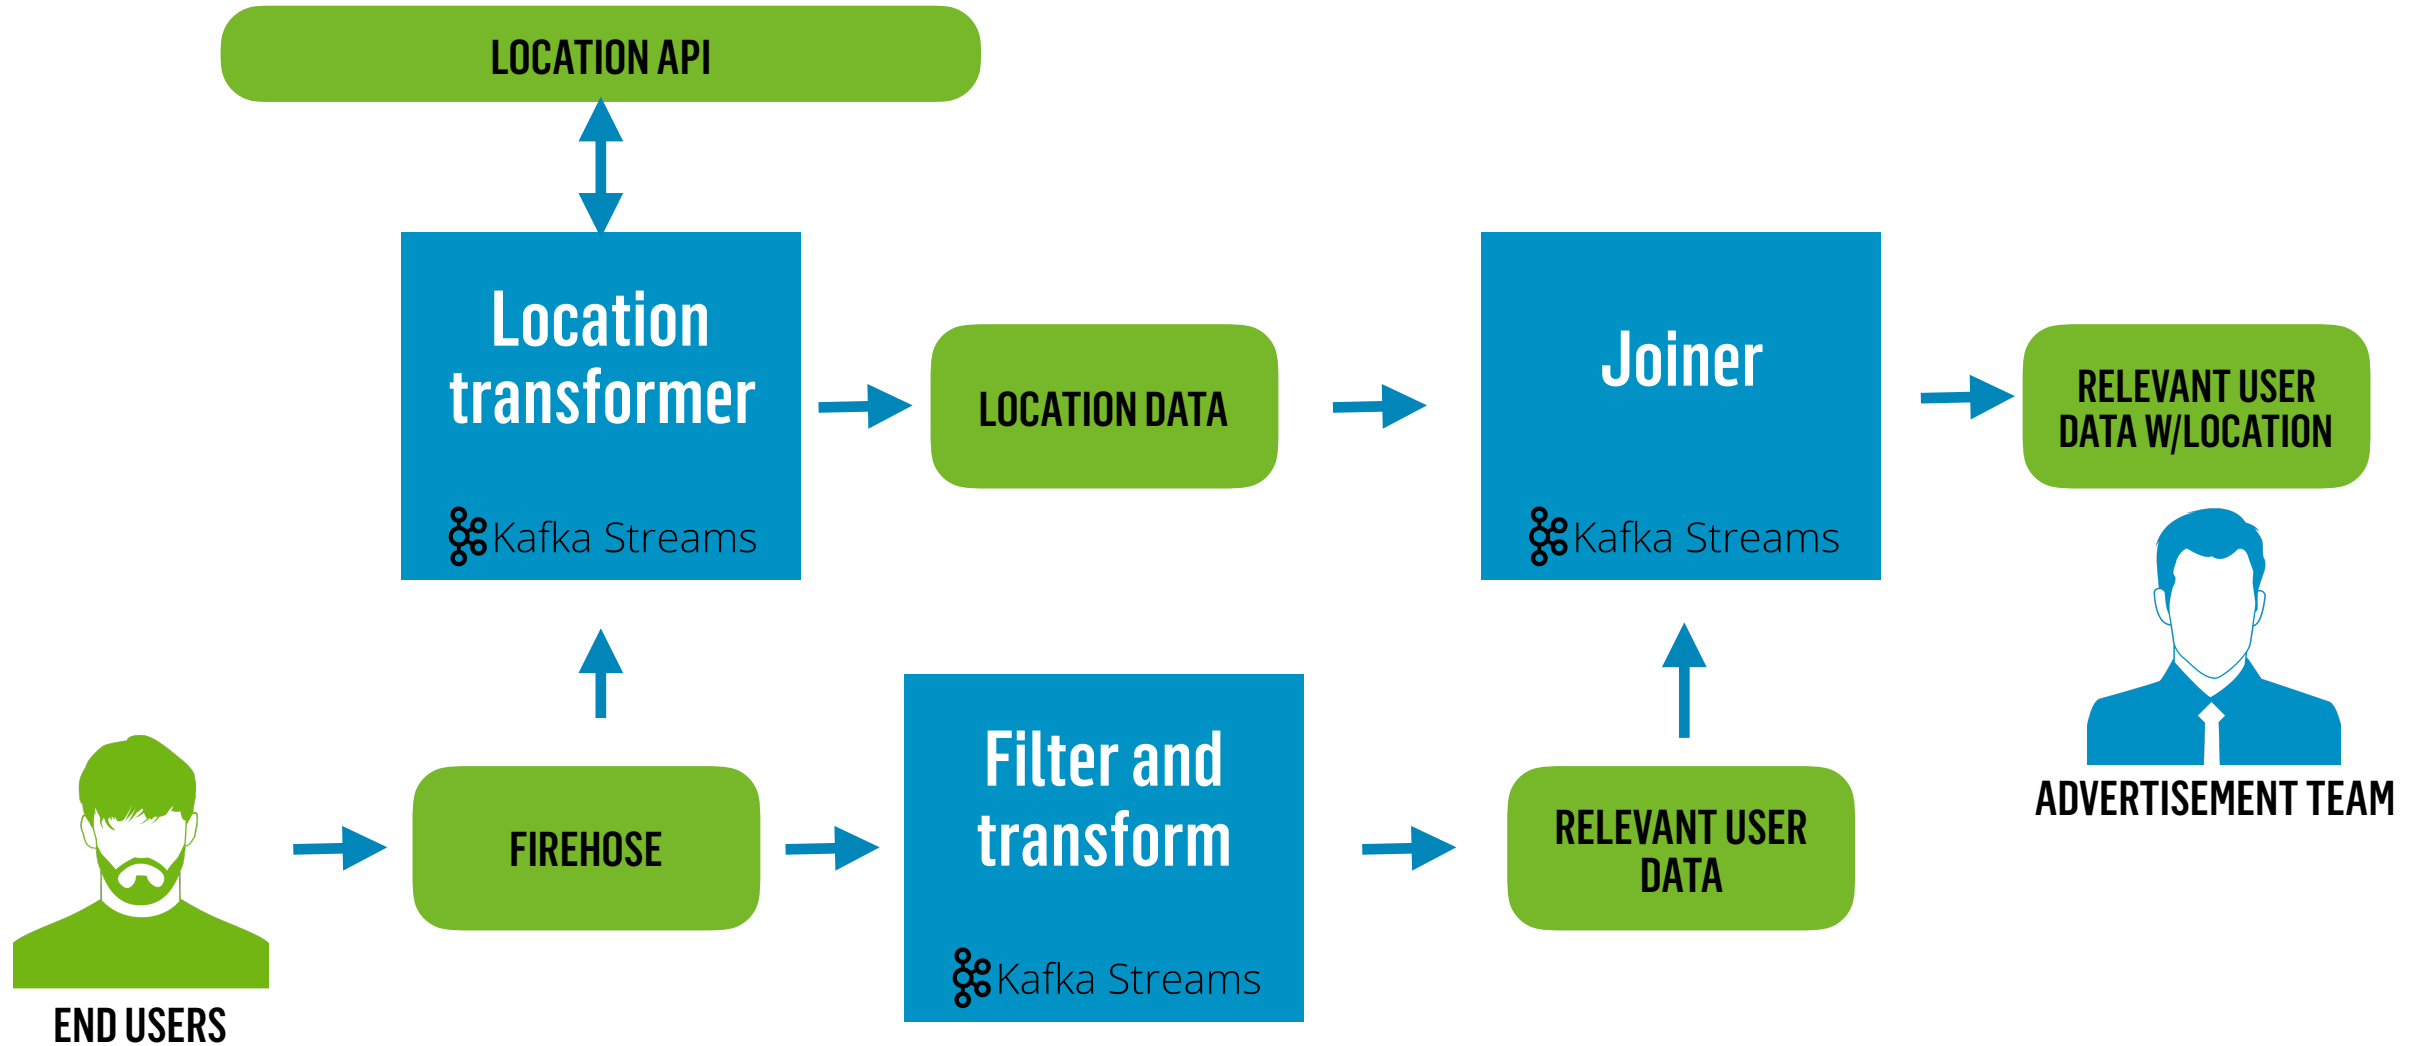 LOCATION API
Location
transformer
Kafka Streams
LOCATION DATA
Joiner
Kafka Streams
RELEVANT USER
DATA W/LOCATION
FIREHOSE
Filter and
transform
Kafka Streams
RELEVANT USER
DATA
ADVERTISEMENT TEAM
END USERS